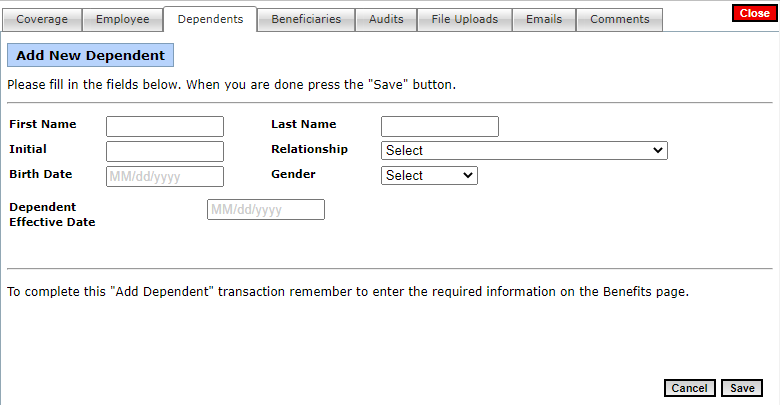 Coverage Employee Dependents Beneficiaries Audits File Uploads Emails Comments Close
Add New Dependent
Please fill in the fields below. When you are done press the "Save" button.
First Name Last Name
Initial Relationship Select
Birth Date MM/dd/yyyy Gender Select
Dependent
Effective Date MM/dd/yyyy
To complete this "Add Dependent" transaction remember to enter the required information on the Benefits page.
Cancel Save